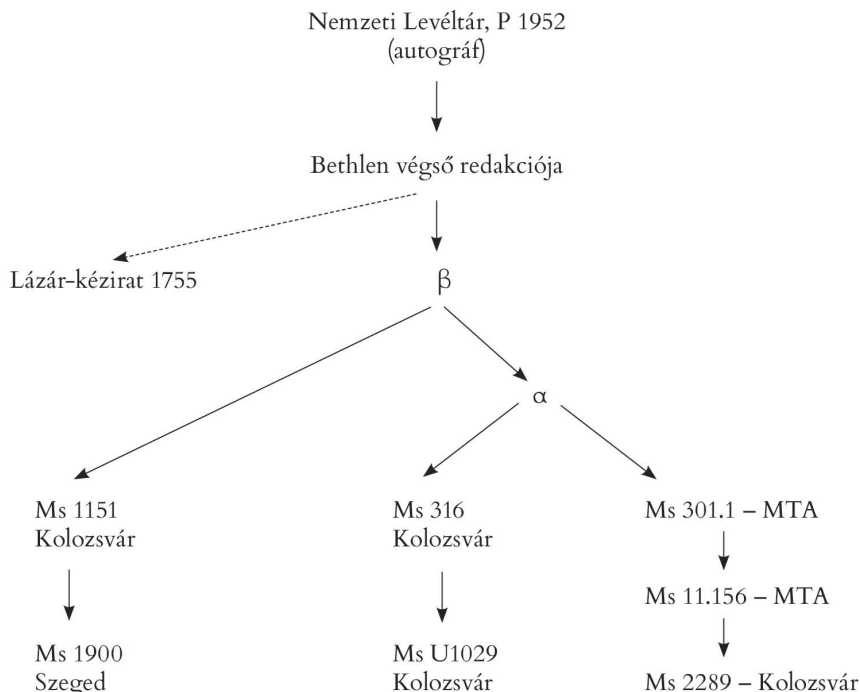 Nemzeti Levéltár, P 1952
(autográf)
Bethlen végső redakciója
Lázár-kézirat 1755
β
α
Ms 1151
Kolozsvár
Ms 316
Kolozsvár
Ms 301.1 – MTA
Ms 11.156 – MTA
Ms 1900
Szeged
Ms U1029
Kolozsvár
Ms 2289 – Kolozsvár